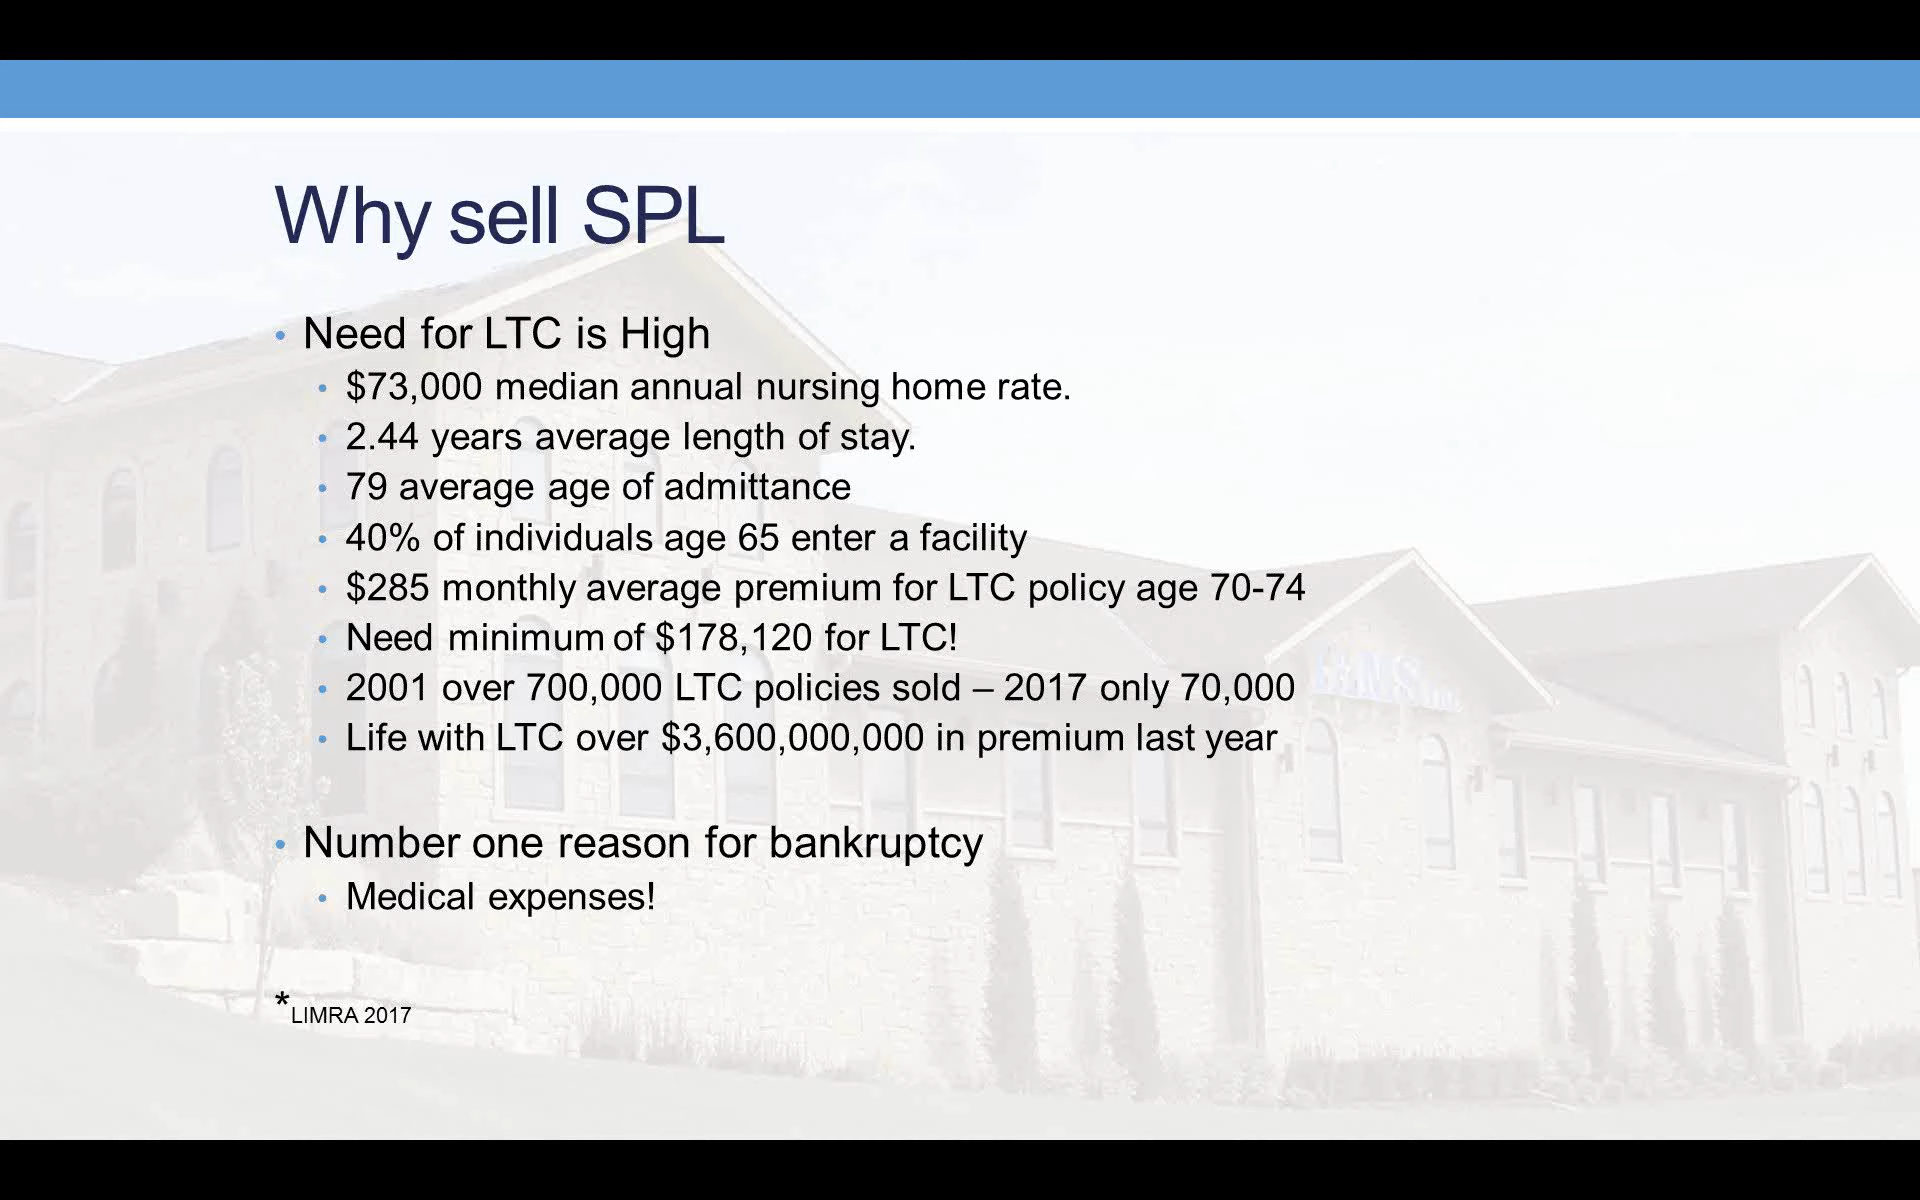 Why sell SPL
• Need for LTC is High
• $73,000 median annual nursing home rate.
• 2.44 years average length of stay.
• 79 average age of admittance
• 40% of individuals age 65 enter a facility
• $285 monthly average premium for LTC policy age 70-74
• Need minimum of $178,120 for LTC!
• 2001 over 700,000 LTC policies sold – 2017 only 70,000
• Life with LTC over $3,600,000,000 in premium last year
• Number one reason for bankruptcy
• Medical expenses!
*LIMRA 2017